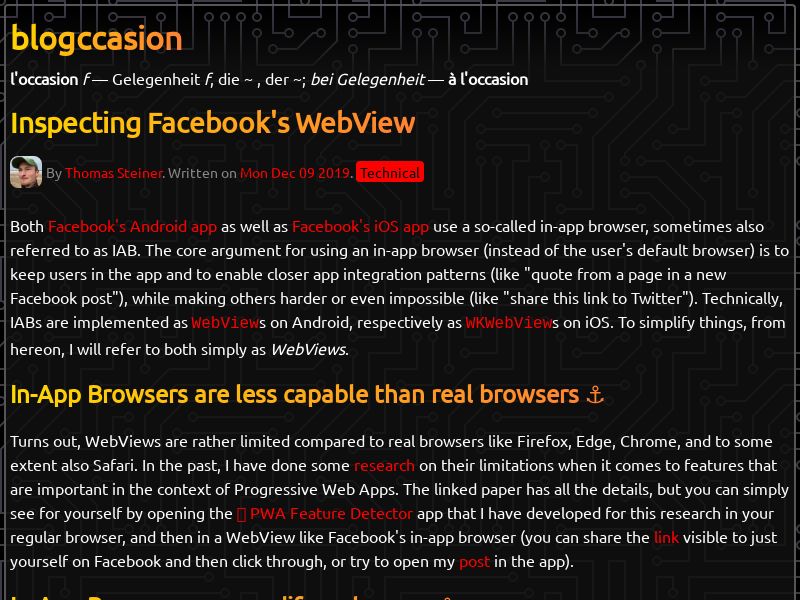 blogccasion
l'occasion f — Gelegenheit f, die ~ , der ~; bei Gelegenheit — à l'occasion
Inspecting Facebook's WebView
By Thomas Steiner. Written on Mon Dec 09 2019. Technical
Both Facebook's Android app as well as Facebook's iOS app use a so-called in-app browser, sometimes also
referred to as IAB. The core argument for using an in-app browser (instead of the user's default browser) is to
keep users in the app and to enable closer app integration patterns (like "quote from a page in a new
Facebook post"), while making others harder or even impossible (like "share this link to Twitter"). Technically,
IABs are implemented as WebViews on Android, respectively as WKWebViews on iOS. To simplify things, from
hereon, I will refer to both simply as WebViews.
In-App Browsers are less capable than real browsers ⚓
Turns out, WebViews are rather limited compared to real browsers like Firefox, Edge, Chrome, and to some
extent also Safari. In the past, I have done some research on their limitations when it comes to features that
are important in the context of Progressive Web Apps. The linked paper has all the details, but you can simply
see for yourself by opening the PWA Feature Detector app that I have developed for this research in your
regular browser, and then in a WebView like Facebook's in-app browser (you can share the link visible to just
yourself on Facebook and then click through, or try to open my post in the app).